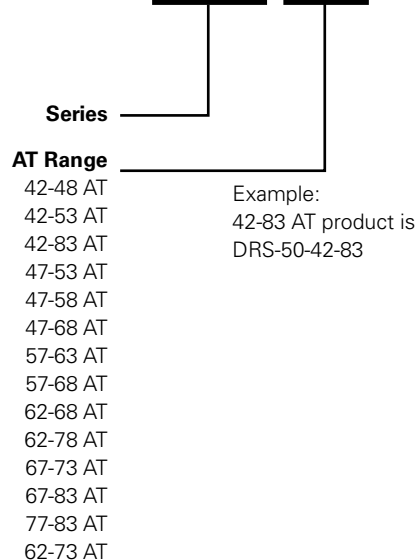 Series
AT Range
42-48 AT
42-53 AT
42-83 AT
47-53 AT
47-58 AT
47-68 AT
57-63 AT
57-68 AT
62-68 AT
62-78 AT
67-73 AT
67-83 AT
77-83 AT
62-73 AT
Example:
42-83 AT product is
DRS-50-42-83